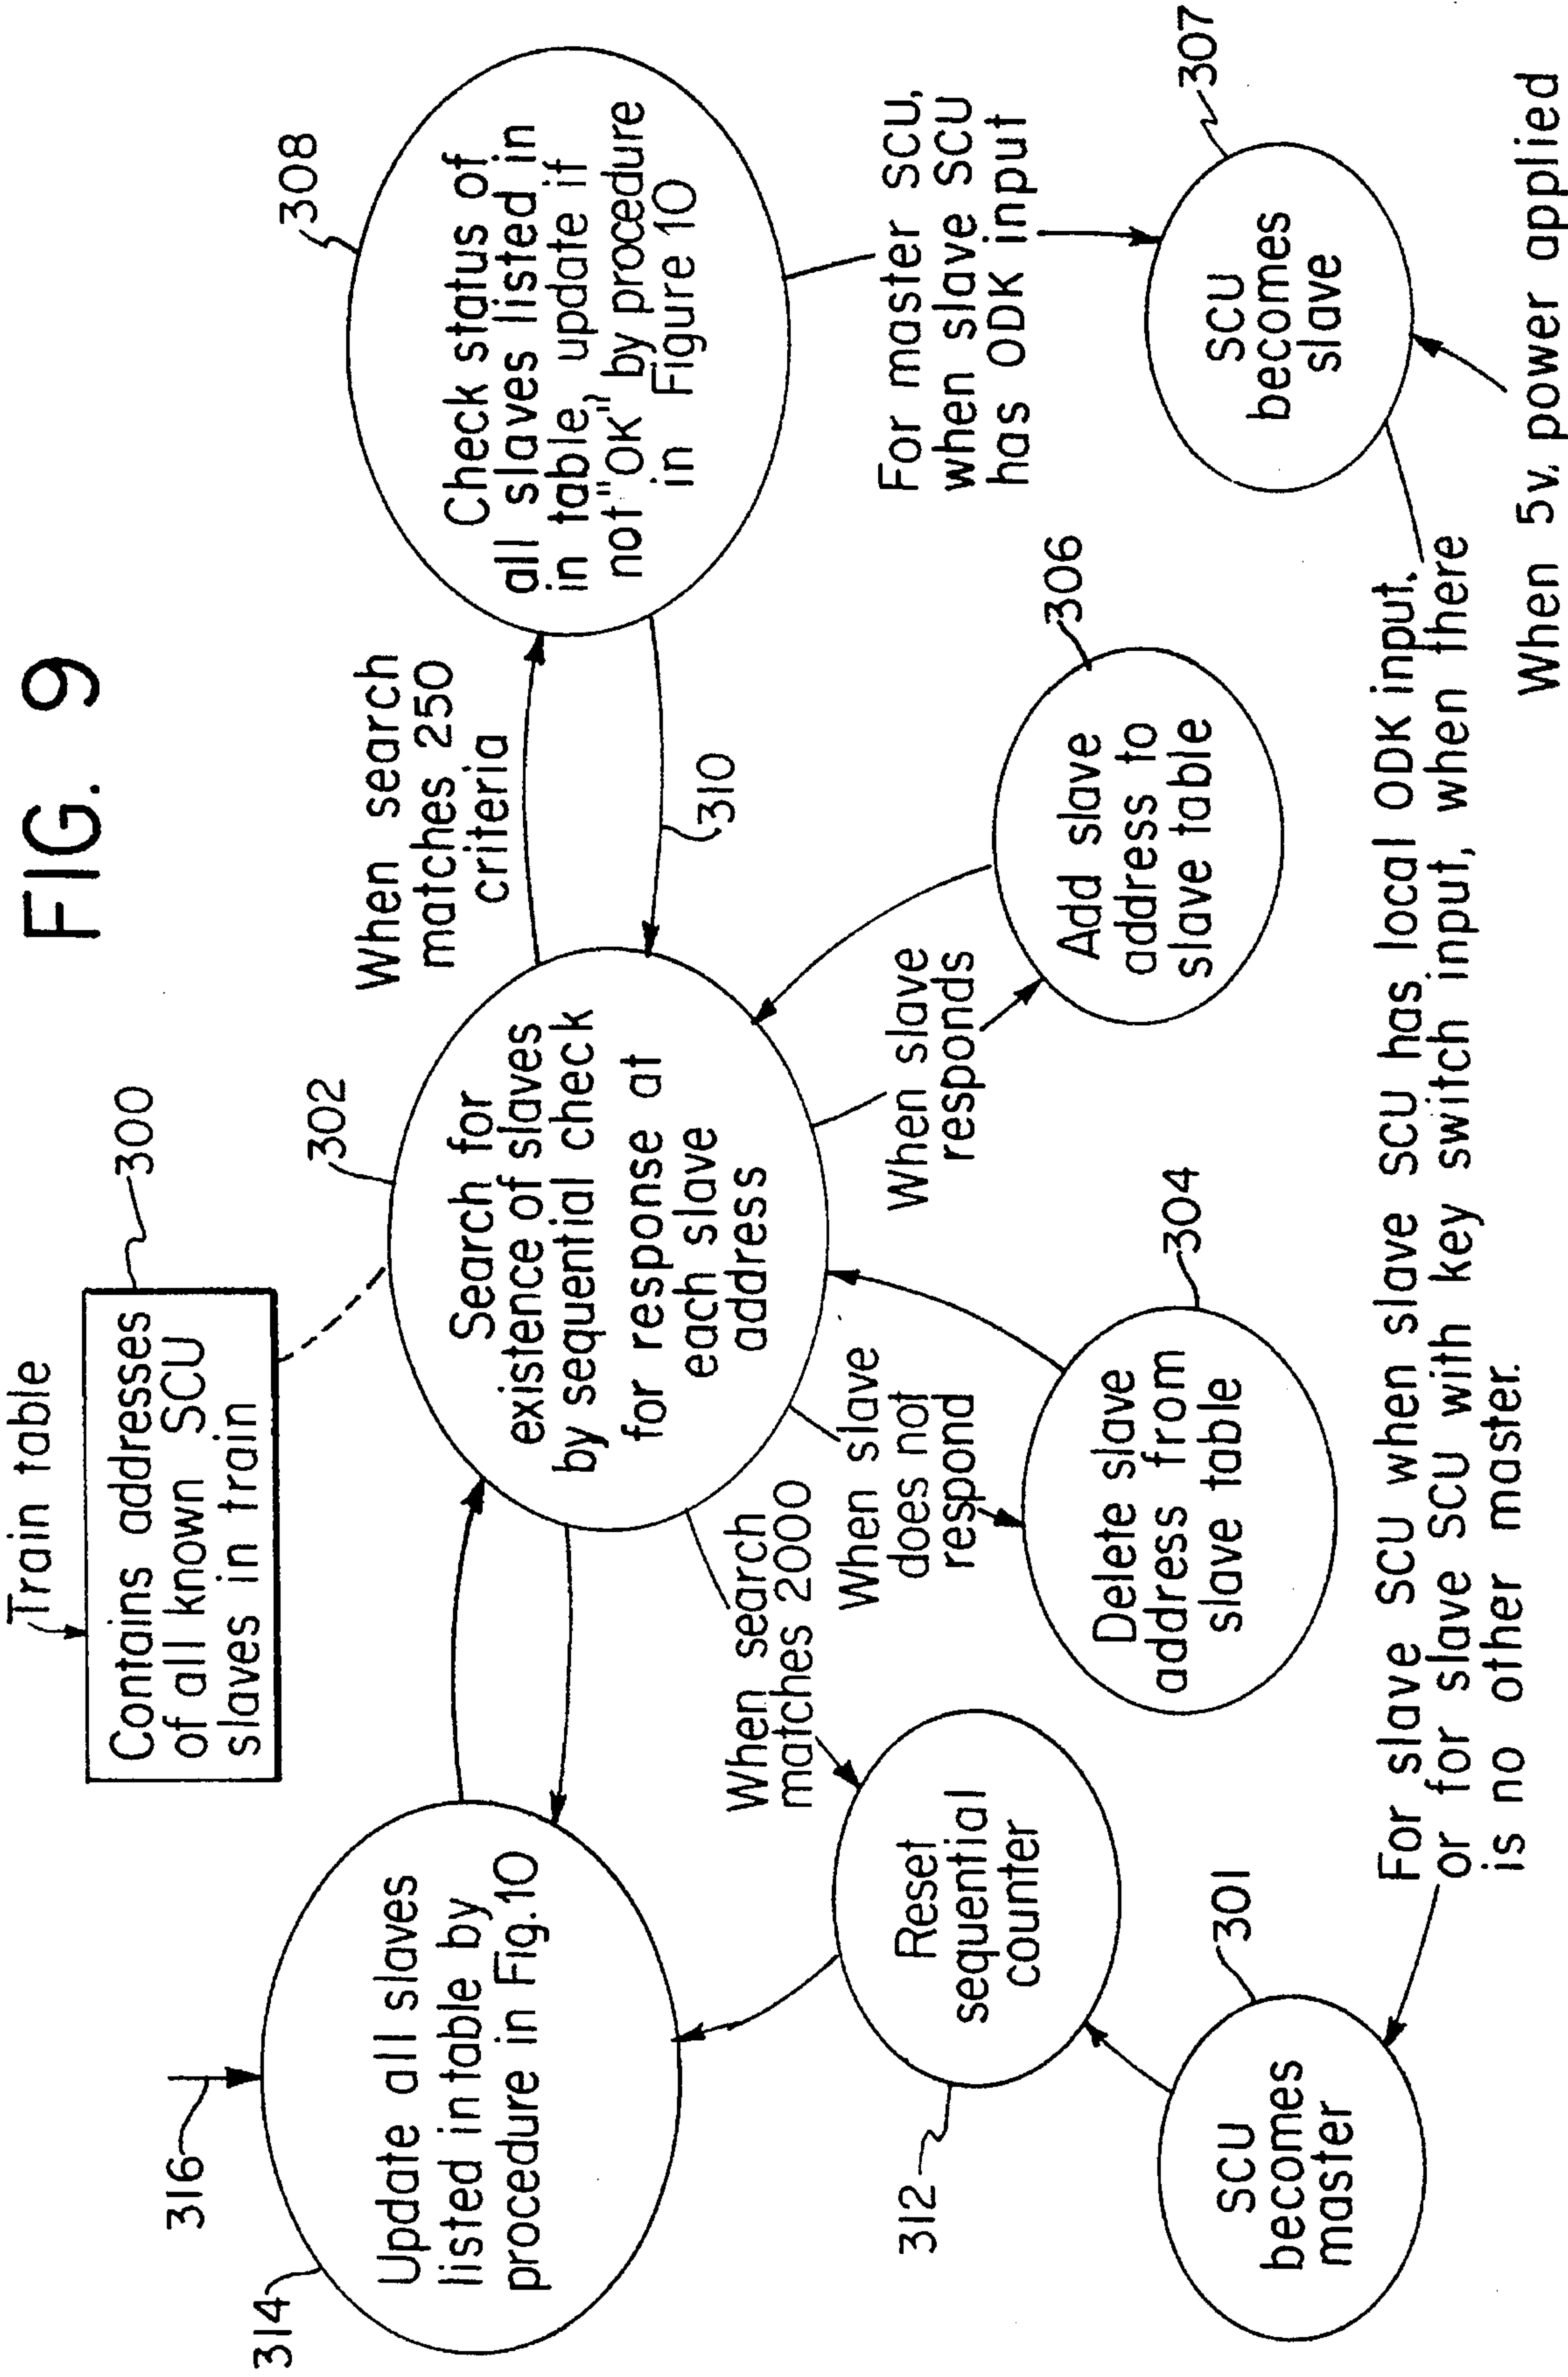 FIG. 9
Train table
Contains addresses
of all known SCU
slaves in train
300
316
314
Update all slaves
listed in table by
procedure in Fig.10
302
Search for
existence of slaves
by sequential check
for response at
each slave
address
When search
matches 250
criteria
310
308
Check status of
all slaves listed in
in table, update if
not "OK" by procedure
in Figure 10
When search
matches 2000
When slave
does not
respond
When slave
responds
For master SCU,
when slave SCU
has ODK input
312
Reset
sequential
counter
304
Delete slave
address from
slave table
306
Add slave
address to
slave table
307
SCU
becomes
slave
301
SCU
becomes
master
For slave SCU when slave SCU has local ODK input,
or for slave SCU with key switch input, when there
is no other master.
When 5v, power applied